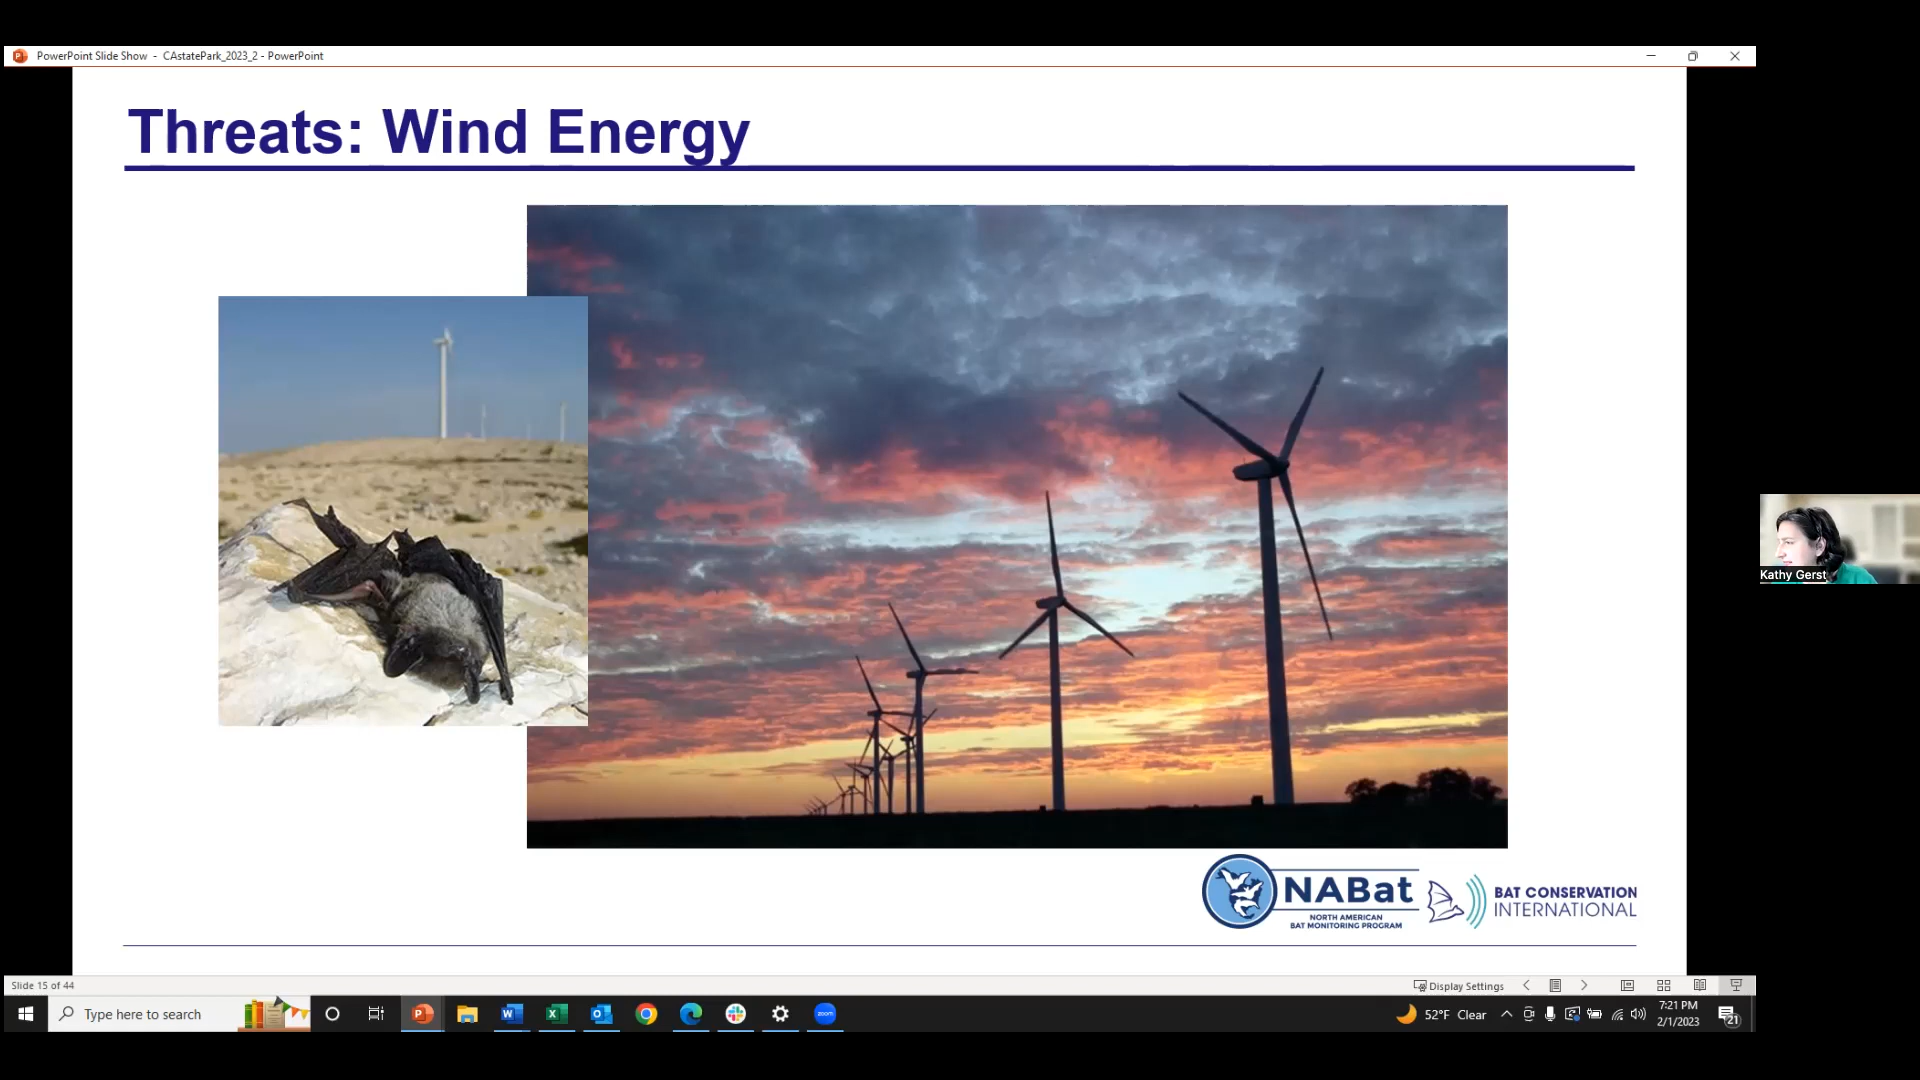 PowerPoint Slide Show - CAstatePark_2023_2 - PowerPoint
Threats: Wind Energy
Kathy Gerst
NABat
NORTH AMERICAN
BAT MONITORING PROGRAM
BAT CONSERVATION
INTERNATIONAL
Slide 15 of 44
Display Settings
Type here to search
zoom
52°F Clear
7:21 PM
2/1/2023
21